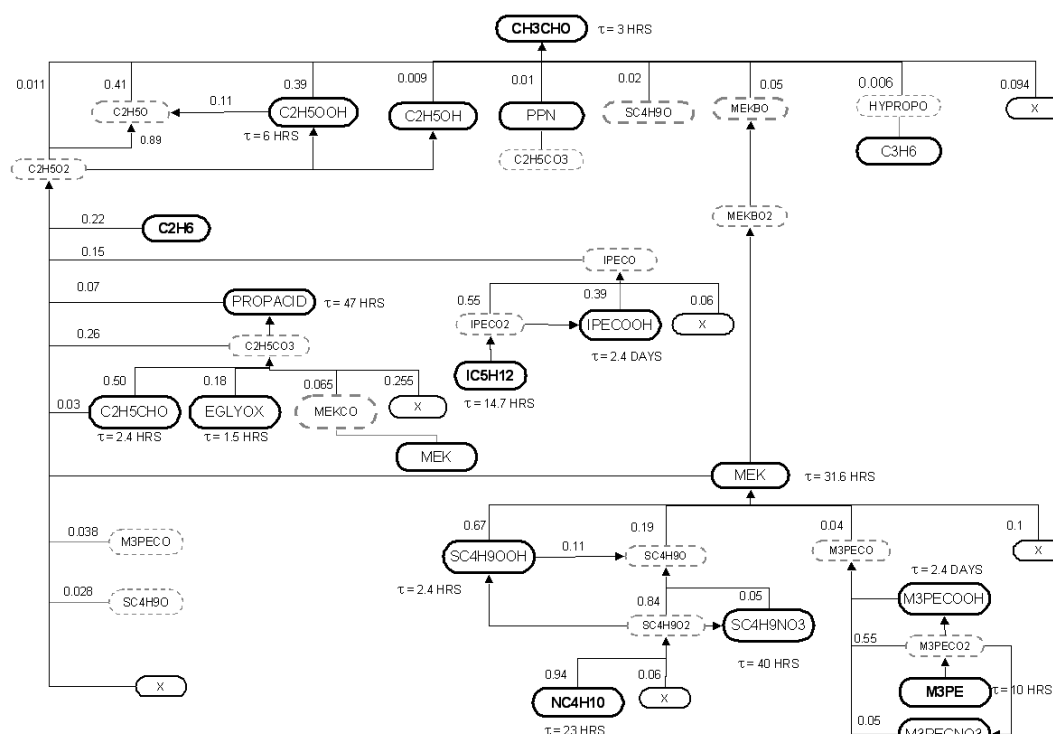 CH3CHO τ = 3 HRS
0.011 0.41 0.39 0.009 0.01 0.02 0.05 0.006 0.094
C2H5O 0.11 C2H5OOH C2H5OH PPN SC4H9O MEKBO HYPROPO X
τ = 6 HRS
0.89
C2H5O2 C2H5CO3 C3H6
0.22 C2H6 MEKBO2
0.15 IPECO
0.07 PROPACID τ = 47 HRS 0.55 0.39 0.06
IPECO2 IPECOOH X
0.26 C2H5CO3
τ = 2.4 DAYS
IC5H12
τ = 14.7 HRS
0.50 0.18 0.065 0.255
0.03 C2H5CHO EGLYOX MEKCO X
τ = 2.4 HRS τ = 1.5 HRS
MEK
MEK τ = 31.6 HRS
0.67 0.19 0.04 0.1
0.038 M3PECO
SC4H9OOH 0.11 SC4H9O M3PECO X
τ = 2.4 HRS τ = 2.4 DAYS
0.028 SC4H9O
0.84 0.05 M3PECOOH
SC4H9O2 SC4H9NO3 0.55 M3PECO2
τ = 40 HRS
0.94 0.06
X NC4H10 X M3PE τ = 10 HRS
τ = 23 HRS
0.05 M3PECNO3